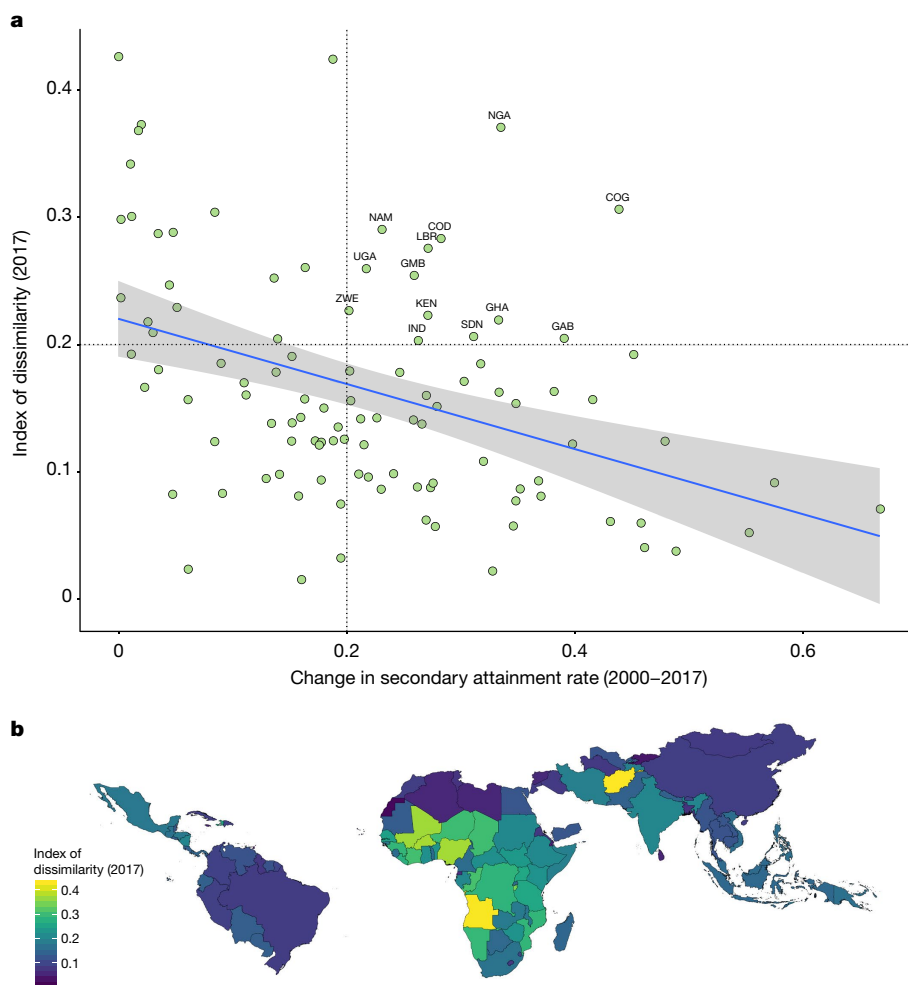 a
0.4
0.3
0.2
0.1
0
Index of dissimilarity (2017)
NGA
COG
NAM
COD
LBR
UGA
GMB
ZWE
KEN
GHA
IND
SDN
GAB
0
0.2
0.4
0.6
Change in secondary attainment rate (2000–2017)
b
Index of
dissimilarity (2017)
0.4
0.3
0.2
0.1